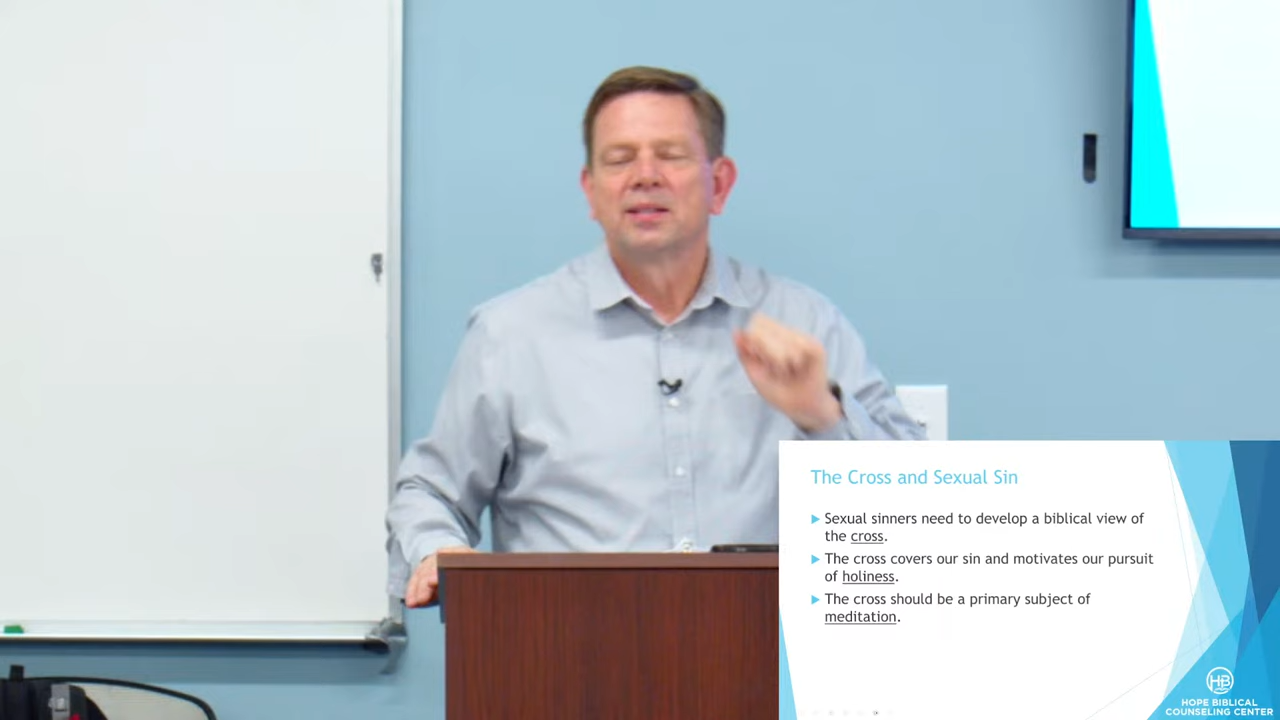 The Cross and Sexual Sin
Sexual sinners need to develop a biblical view of
the cross.
The cross covers our sin and motivates our pursuit
of holiness.
The cross should be a primary subject of
meditation.
HB
HOPE BIBLICAL
COUNSELING CENTER